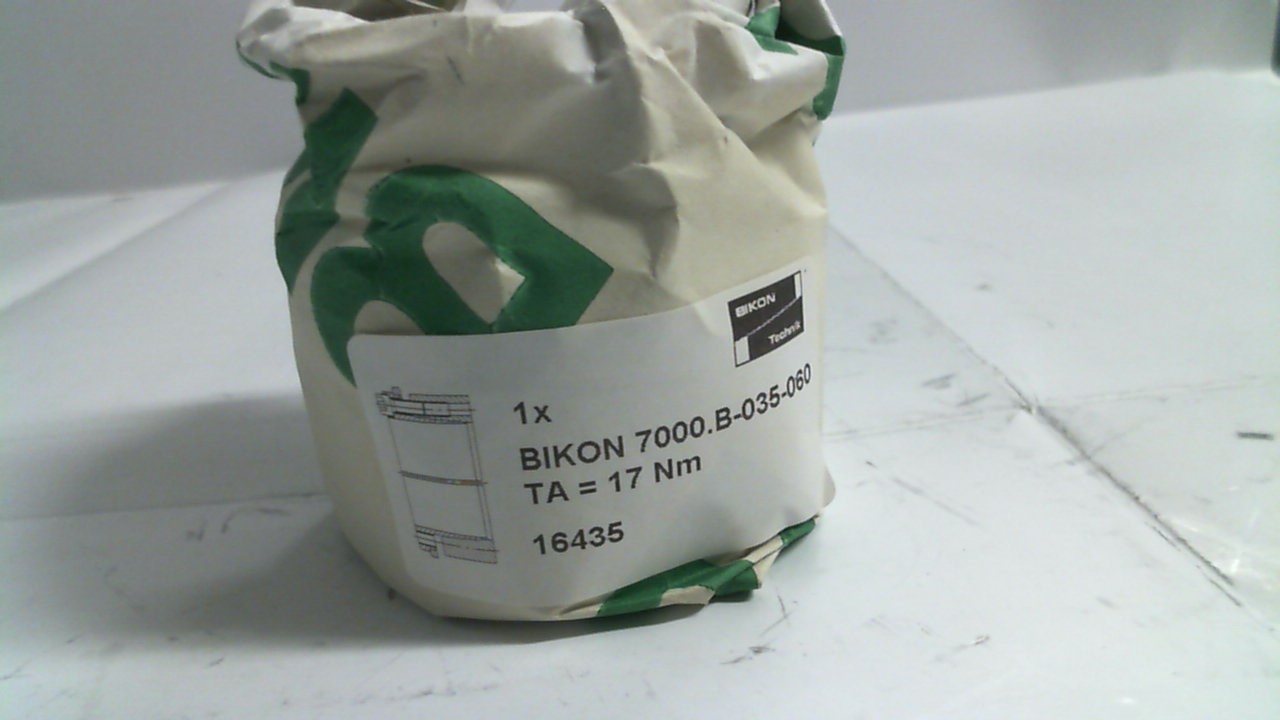 BIKON
Technik
1x
BIKON 7000.B-035-060
TA = 17 Nm
16435